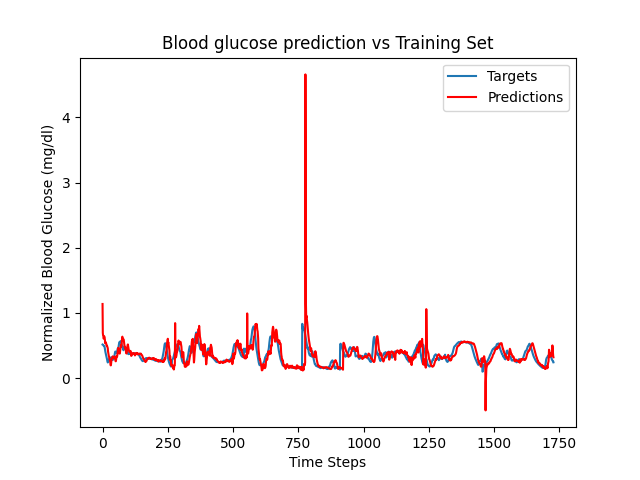 Blood glucose prediction vs Training Set
Targets
Predictions
4
3
2
1
0
Normalized Blood Glucose (mg/dl)
0 250 500 750 1000 1250 1500 1750
Time Steps